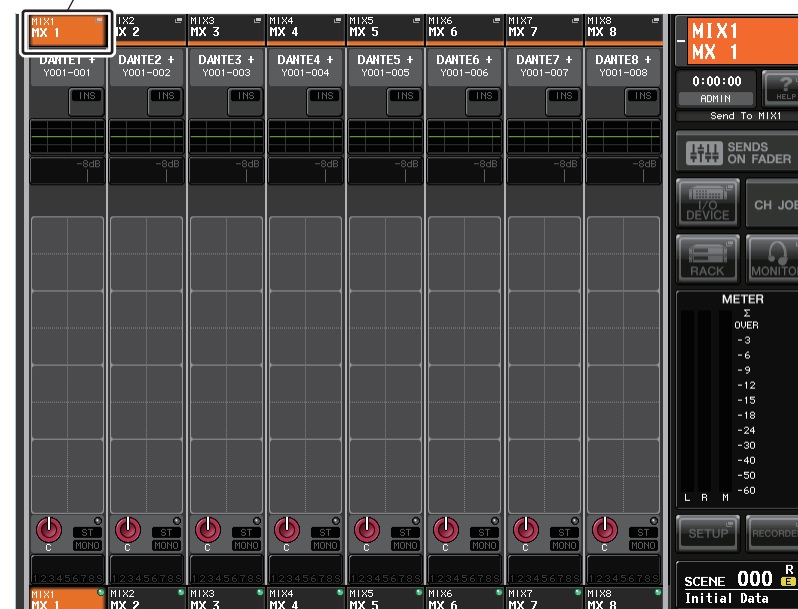 MIX1 MIX2 MIX3 MIX4 MIX5 MIX6 MIX7 MIX8
MX 1 MX 2 MX 3 MX 4 MX 5 MX 6 MX 7 MX 8
DANTE1 + DANTE2 + DANTE3 + DANTE4 + DANTE5 + DANTE6 + DANTE7 + DANTE8 +
Y001-001 Y001-002 Y001-003 Y001-004 Y001-005 Y001-006 Y001-007 Y001-008
INS INS INS INS INS INS INS INS
-8dB -8dB -8dB -8dB -8dB -8dB -8dB -8dB
ST ST ST ST ST ST ST ST
C MONO C MONO C MONO C MONO C MONO C MONO C MONO C MONO
12345678S 12345678S 12345678S 12345678S 12345678S 12345678S 12345678S 12345678S
MIX1 MIX2 MIX3 MIX4 MIX5 MIX6 MIX7 MIX8
MX 1 MX 2 MX 3 MX 4 MX 5 MX 6 MX 7 MX 8
MIX1
MX 1
0:00:00
ADMIN
?
HELP
Send To MIX1
SENDS
ON FADER
I/O
DEVICE
CH JOB
RACK
MONITO
METER
Σ
OVER
-3
-6
-9
-12
-15
-18
-24
-30
-40
-50
-60
L R M
SETUP
RECORDE
SCENE 000 R
E
Initial Data